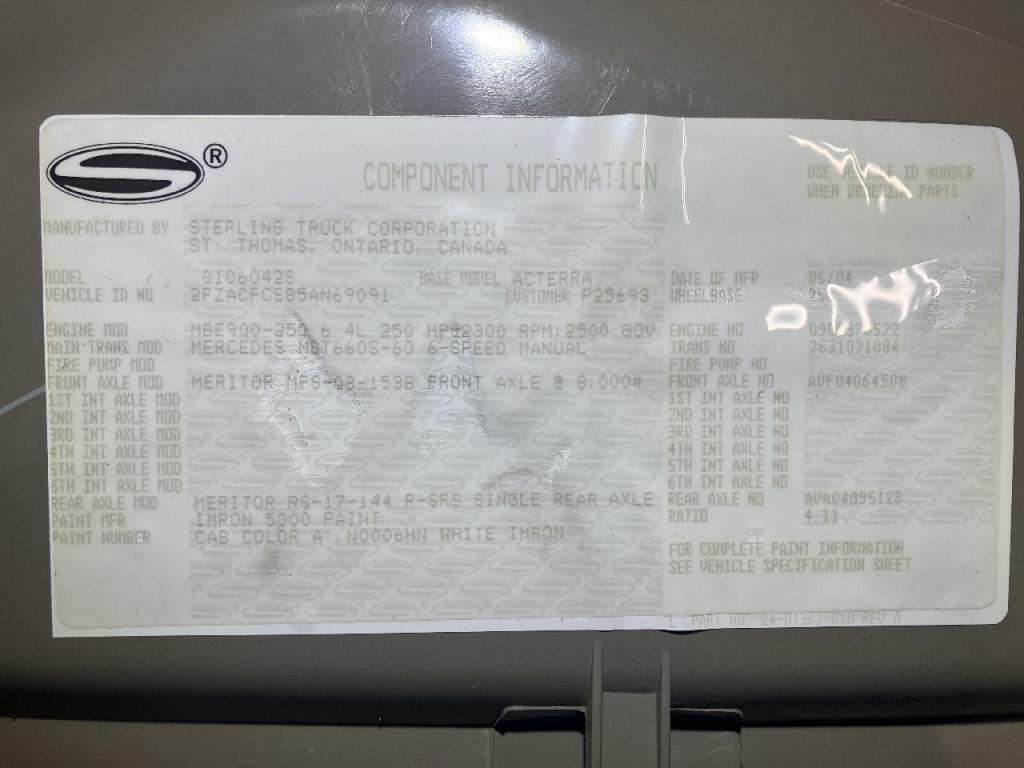 ®
COMPONENT INFORMATION
USE VEHICLE ID NUMBER
WHEN ORDERING PARTS.
MANUFACTURED BY STERLING TRUCK CORPORATION
ST. THOMAS, ONTARIO, CANADA
MODEL Q106042S BASE MODEL ACTERRA DATE OF MFR 05/04
VEHICLE ID NO 2FZACFCS85AN69091 CUSTOMER P25693 WHEELBASE
ENGINE MOD MBE900-250 6.4L 250 HP@2300 RPM; 2500 GOV ENGINE NO
MAIN TRANS MOD MERCEDES MBT660S-6O 6-SPEED MANUAL TRANS NO 2631021084
FIRE PUMP MOD FIRE PUMP NO
FRONT AXLE MOD MERITOR MFS-08-153B FRONT AXLE @ 8,000# FRONT AXLE NO AVF04064508
1ST INT AXLE MOD 1ST INT AXLE NO
2ND INT AXLE MOD 2ND INT AXLE NO
3RD INT AXLE MOD 3RD INT AXLE NO
4TH INT AXLE MOD 4TH INT AXLE NO
5TH INT AXLE MOD 5TH INT AXLE NO
6TH INT AXLE MOD 6TH INT AXLE NO
REAR AXLE MOD MERITOR RS-17-144 R-SRS SINGLE REAR AXLE REAR AXLE NO AVA04095128
PAINT MFR IMRON 5000 PAINT RATIO 4.11
PAINT NUMBER CAB COLOR A: N0006HN WHITE IMRON
FOR COMPLETE PAINT INFORMATION
SEE VEHICLE SPECIFICATION SHEET.
PART NO. 24-01362-010 REV A